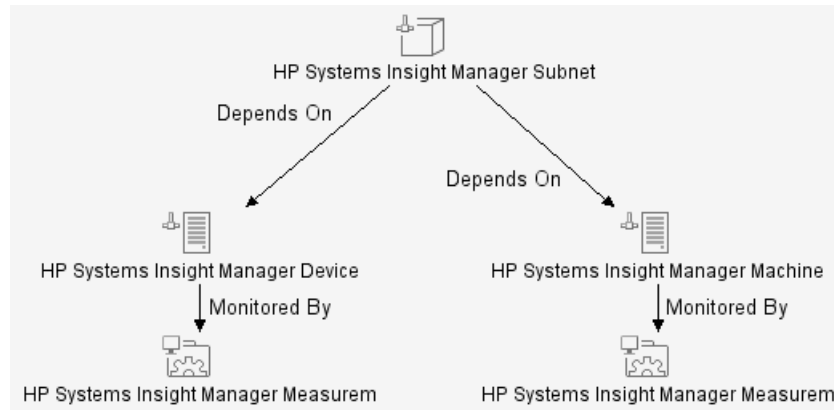 HP Systems Insight Manager Subnet
Depends On
Depends On
HP Systems Insight Manager Device
HP Systems Insight Manager Machine
Monitored By
Monitored By
HP Systems Insight Manager Measurem
HP Systems Insight Manager Measurem